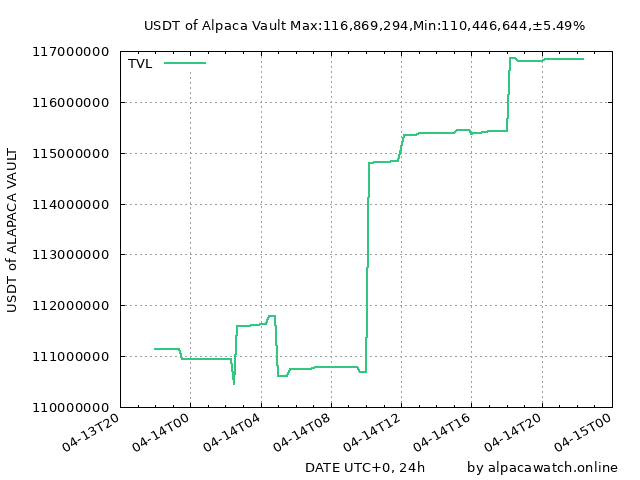 USDT of Alpaca Vault Max:116,869,294,Min:110,446,644,±5.49%
TVL
117000000
116000000
115000000
114000000
113000000
112000000
111000000
110000000
USDT of ALAPACA VAULT
04-13T20
04-14T00
04-14T04
04-14T08
04-14T12
04-14T16
04-14T20
04-15T00
DATE UTC+0, 24h
by alpacawatch.online